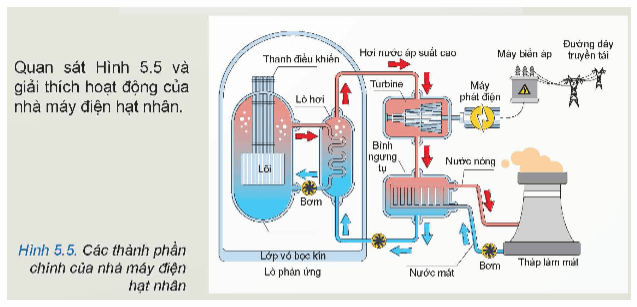 Quan sát Hình 5.5 và
giải thích hoạt động của
nhà máy điện hạt nhân.
Hình 5.5. Các thành phần
chính của nhà máy điện
hạt nhân
Thanh điều khiển
Hơi nước áp suất cao
Máy biến áp
Đường dây
truyền tải
Lò hơi
Turbine
Máy
phát điện
Bình
ngưng
tụ
Nước nóng
Lõi
Bơm
Lớp vỏ bọc kín
Lò phản ứng
Nước mát
Bơm
Tháp làm mát